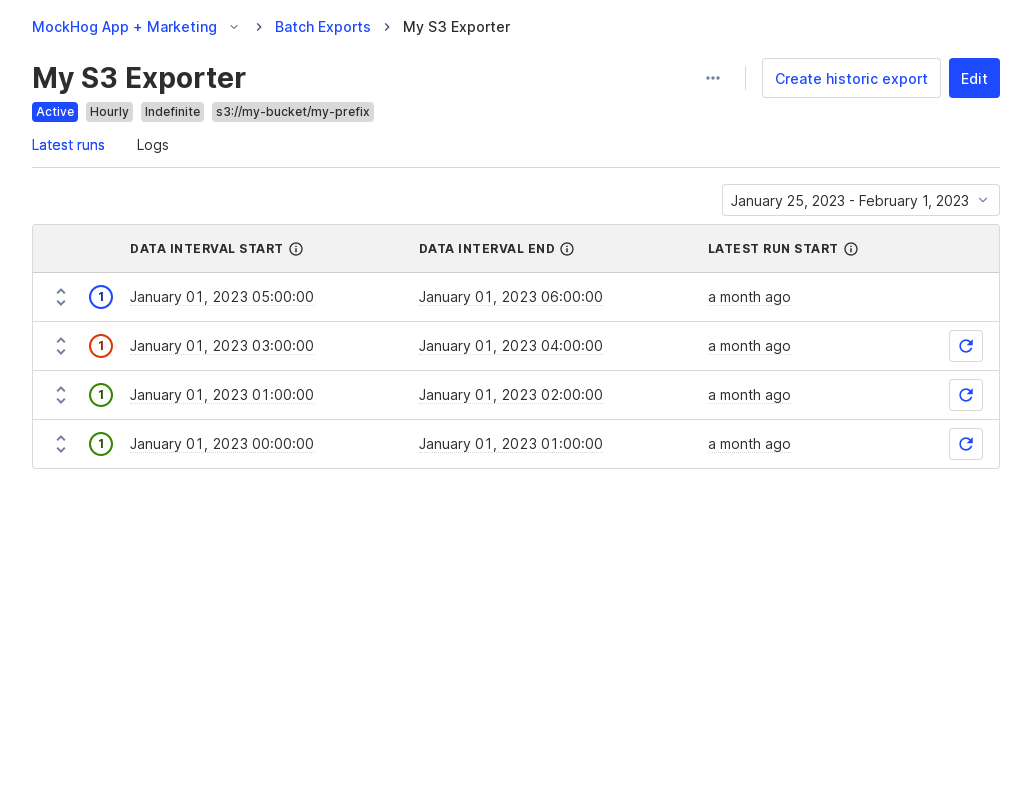 MockHog App + Marketing Batch Exports My S3 Exporter
My S3 Exporter
Create historic export Edit
Active Hourly Indefinite s3://my-bucket/my-prefix
Latest runs Logs
January 25, 2023 - February 1, 2023
DATA INTERVAL START DATA INTERVAL END LATEST RUN START
1 January 01, 2023 05:00:00 January 01, 2023 06:00:00 a month ago
1 January 01, 2023 03:00:00 January 01, 2023 04:00:00 a month ago
1 January 01, 2023 01:00:00 January 01, 2023 02:00:00 a month ago
1 January 01, 2023 00:00:00 January 01, 2023 01:00:00 a month ago